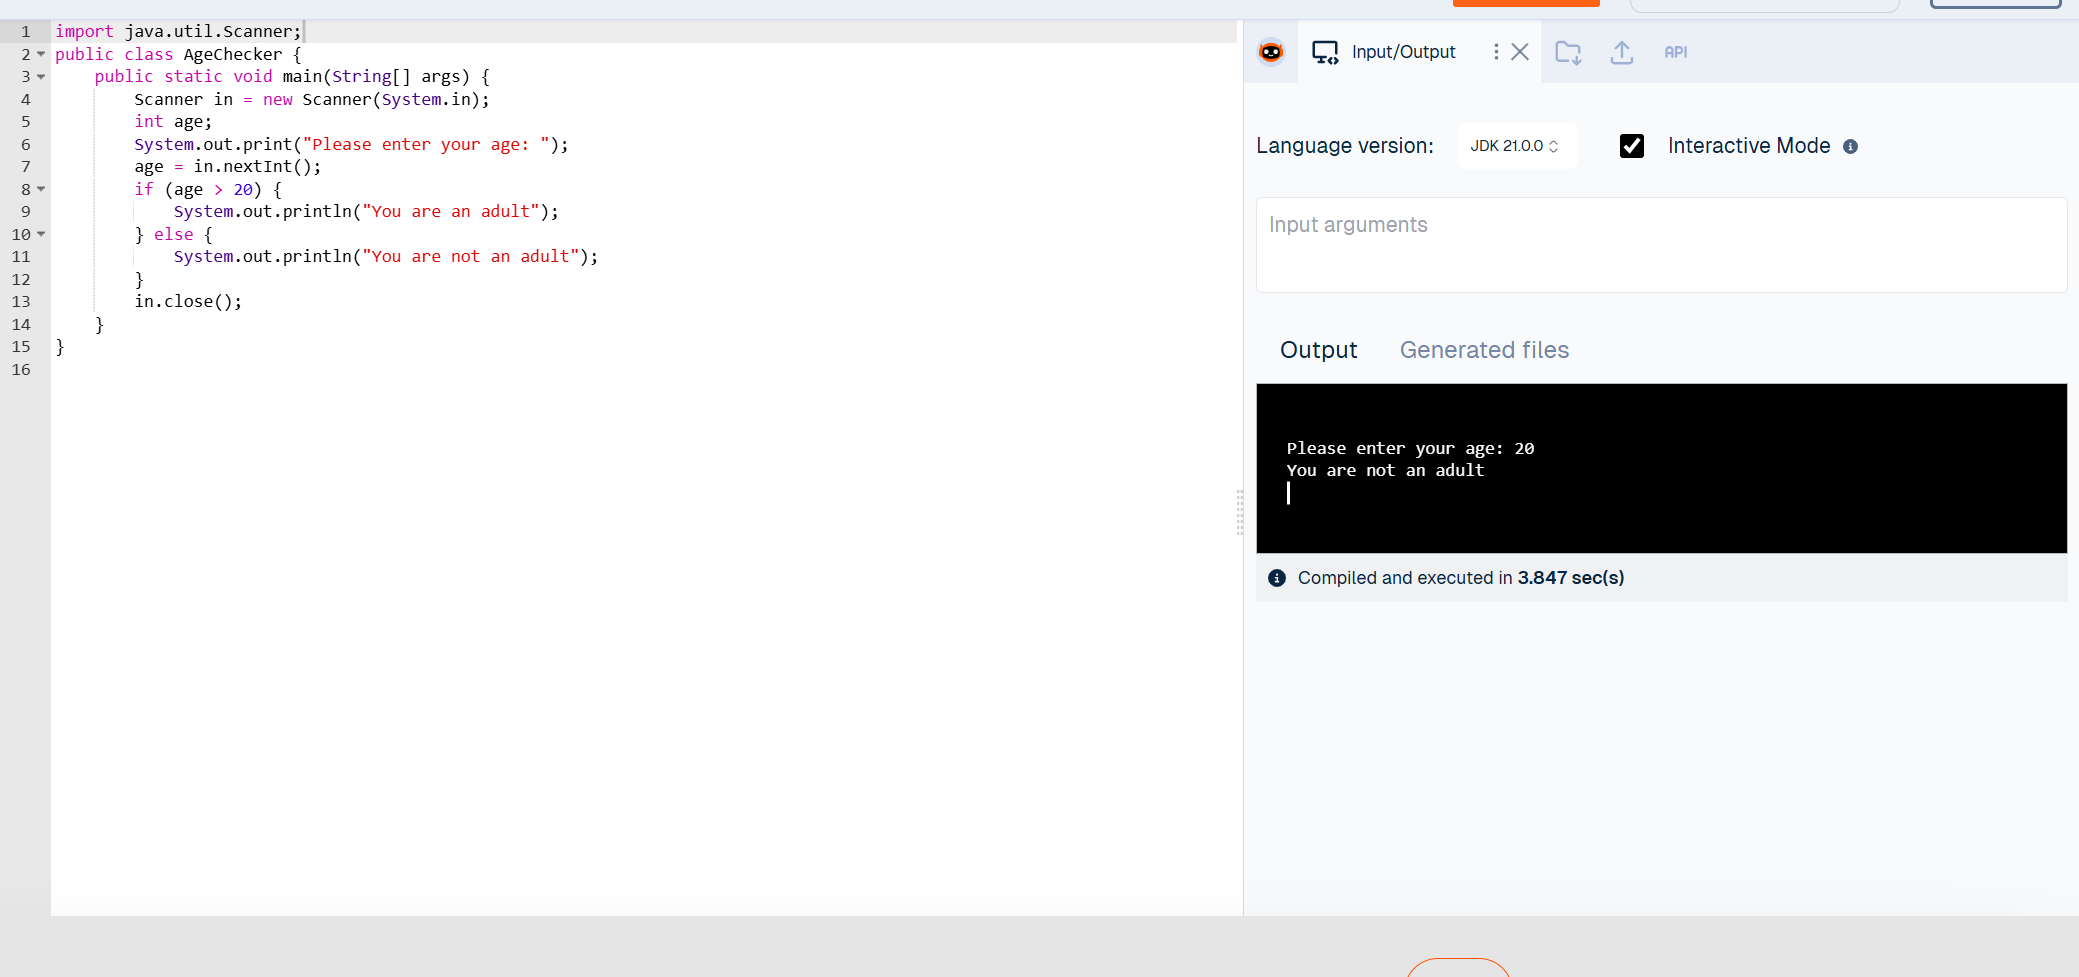 1 import java.util.Scanner;
2 public class AgeChecker {
3     public static void main(String[] args) {
4         Scanner in = new Scanner(System.in);
5         int age;
6         System.out.print("Please enter your age: ");
7         age = in.nextInt();
8         if (age > 20) {
9             System.out.println("You are an adult");
10         } else {
11             System.out.println("You are not an adult");
12         }
13         in.close();
14     }
15 }
16
Input/Output
API
Language version: JDK 21.0.0 Interactive Mode
Input arguments
Output Generated files
Please enter your age: 20
You are not an adult
Compiled and executed in 3.847 sec(s)